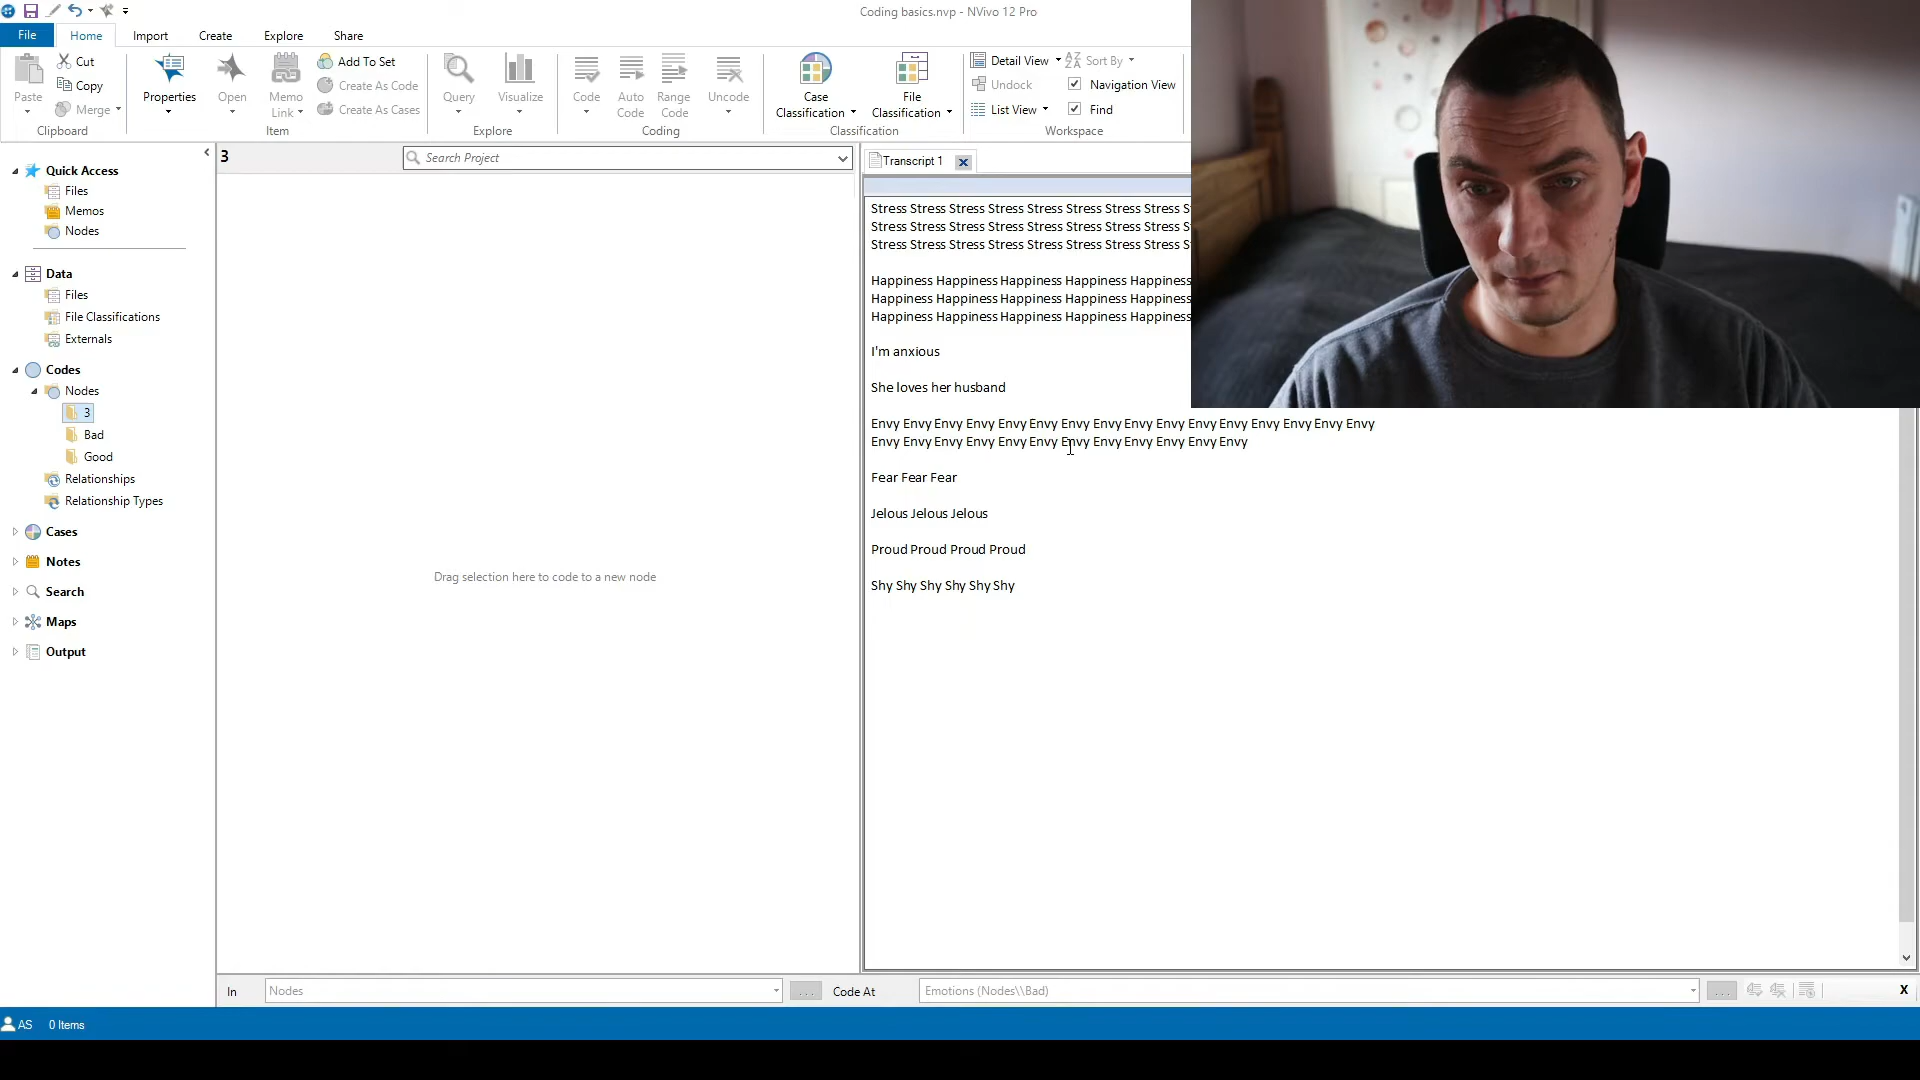 Coding basics.nvp - NVivo 12 Pro
File Home Import Create Explore Share
Paste
Cut
Copy
Merge
Clipboard
Properties
Open
Memo Link
Add To Set
Create As Code
Create As Cases
Item
Query
Visualize
Explore
Code
Auto Code
Range Code
Uncode
Coding
Case Classification
File Classification
Classification
Detail View
Sort By
Undock
Navigation View
List View
Find
Workspace
Quick Access
Files
Memos
Nodes
Data
Files
File Classifications
Externals
Codes
Nodes
3
Bad
Good
Relationships
Relationship Types
Cases
Notes
Search
Maps
Output
3
Search Project
Drag selection here to code to a new node
Transcript 1
Stress Stress Stress Stress Stress Stress Stress Stress S
Stress Stress Stress Stress Stress Stress Stress Stress S
Stress Stress Stress Stress Stress Stress Stress Stress S
Happiness Happiness Happiness Happiness Happiness
Happiness Happiness Happiness Happiness Happiness
Happiness Happiness Happiness Happiness Happiness
I'm anxious
She loves her husband
Envy Envy Envy Envy Envy Envy Envy Envy Envy Envy Envy Envy Envy Envy Envy Envy
Envy Envy Envy Envy Envy Envy Envy Envy Envy Envy Envy Envy
Fear Fear Fear
Jelous Jelous Jelous
Proud Proud Proud Proud
Shy Shy Shy Shy Shy Shy
In
Nodes
...
Code At
Emotions (Nodes\\Bad)
...
X
AS 0 Items